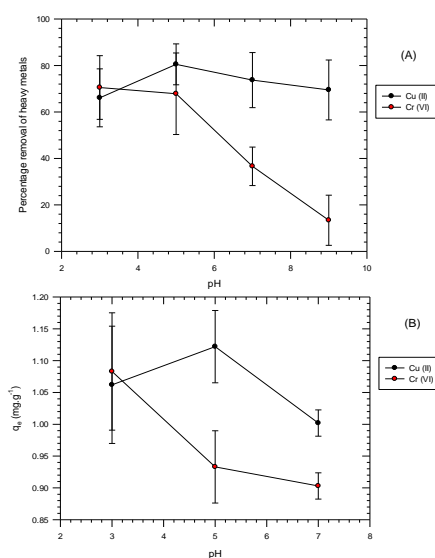 100
80
60
40
20
0
Percentage removal of heavy metals
2 4 6 8 10
pH
(A)
Cu (II)
Cr (VI)
1.20
1.15
1.10
1.05
1.00
0.95
0.90
0.85
qe (mg.g-1)
2 3 4 5 6 7 8
pH
(B)
Cu (II)
Cr (VI)